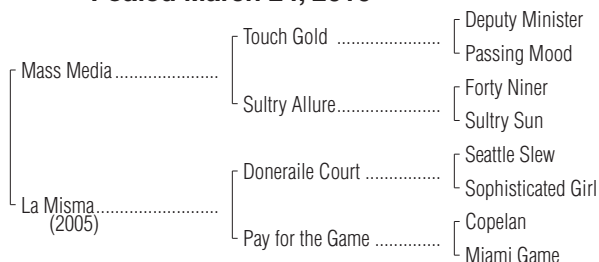 Foaled March 24,
Deputy Minister
Touch Gold ......................
Passing Mood
Mass Media ......................
Forty Niner
Sultry Allure......................
Sultry Sun
Seattle Slew
Doneraile Court ................
Sophisticated Girl
La Misma..........................
(2005)
Copelan
Pay for the Game ..............
Miami Game